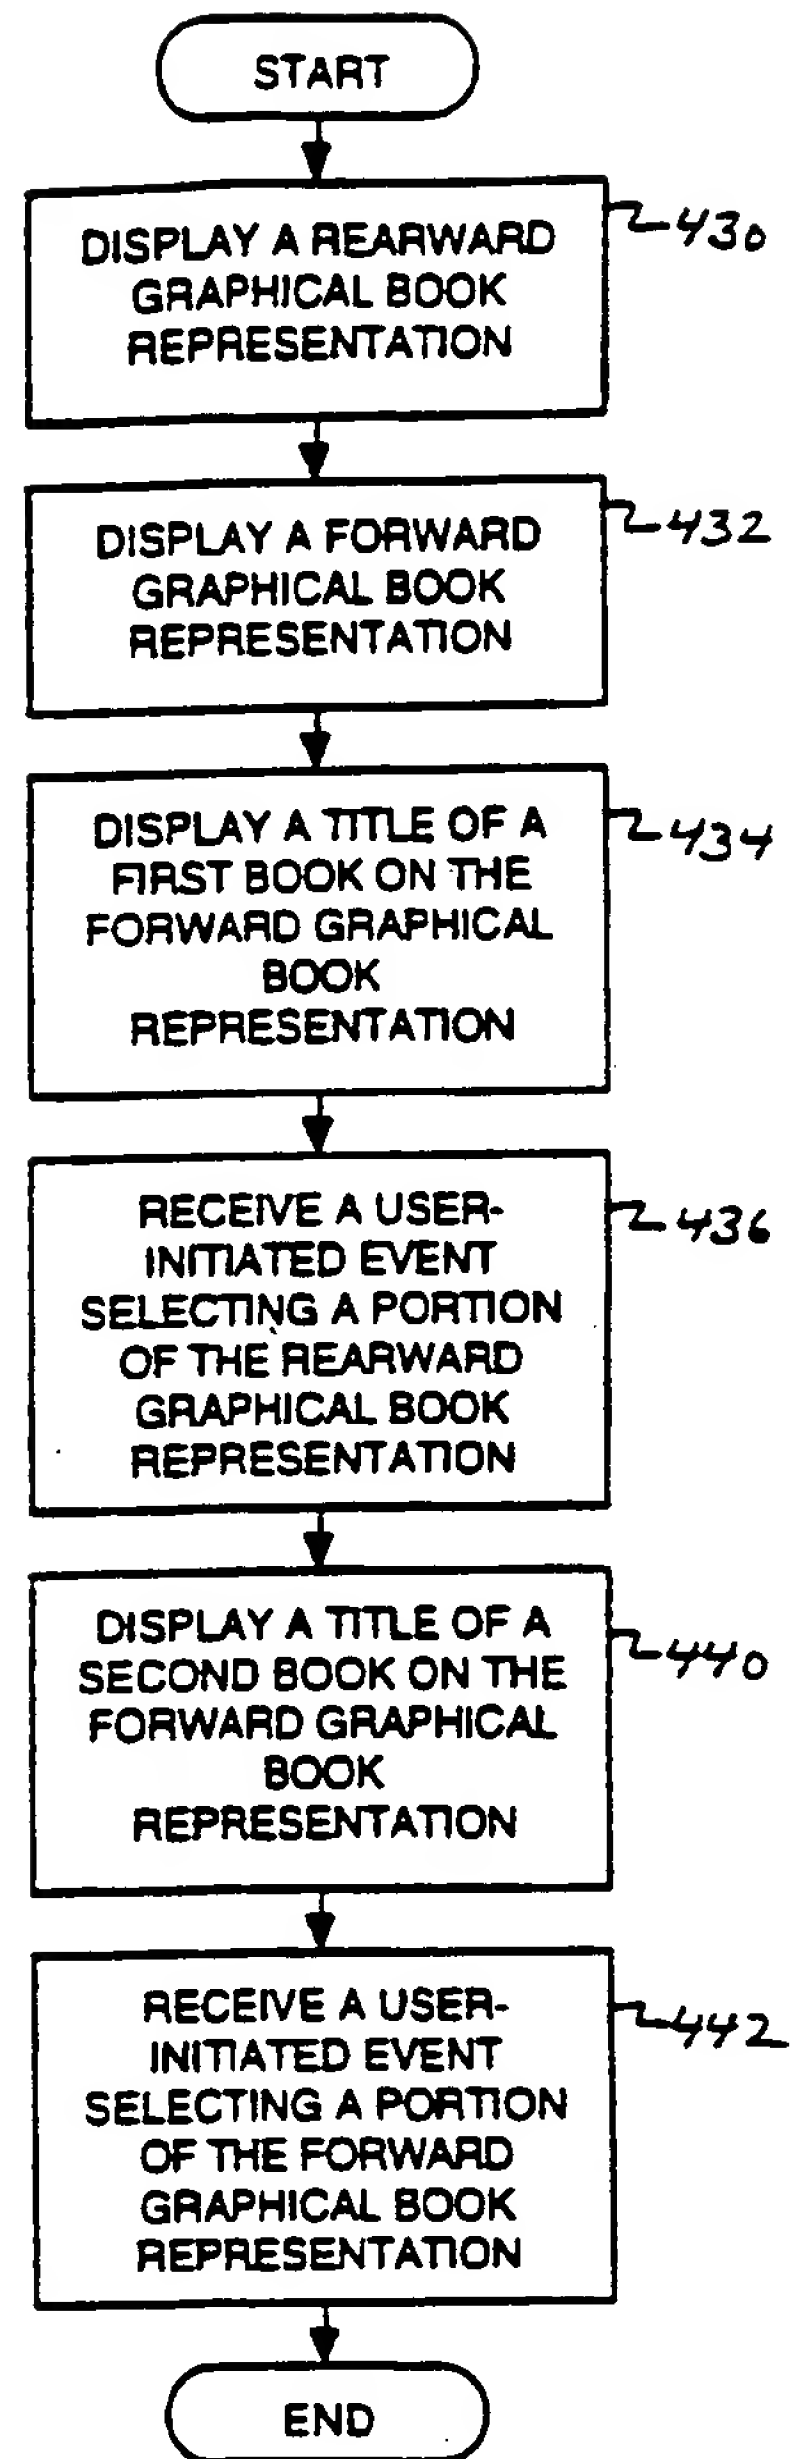 START
DISPLAY A REARWARD
GRAPHICAL BOOK
REPRESENTATION
430
DISPLAY A FORWARD
GRAPHICAL BOOK
REPRESENTATION
432
DISPLAY A TITLE OF A
FIRST BOOK ON THE
FORWARD GRAPHICAL
BOOK
REPRESENTATION
434
RECEIVE A USER-
INITIATED EVENT
SELECTING A PORTION
OF THE REARWARD
GRAPHICAL BOOK
REPRESENTATION
436
DISPLAY A TITLE OF A
SECOND BOOK ON THE
FORWARD GRAPHICAL
BOOK
REPRESENTATION
440
RECEIVE A USER-
INITIATED EVENT
SELECTING A PORTION
OF THE FORWARD
GRAPHICAL BOOK
REPRESENTATION
442
END